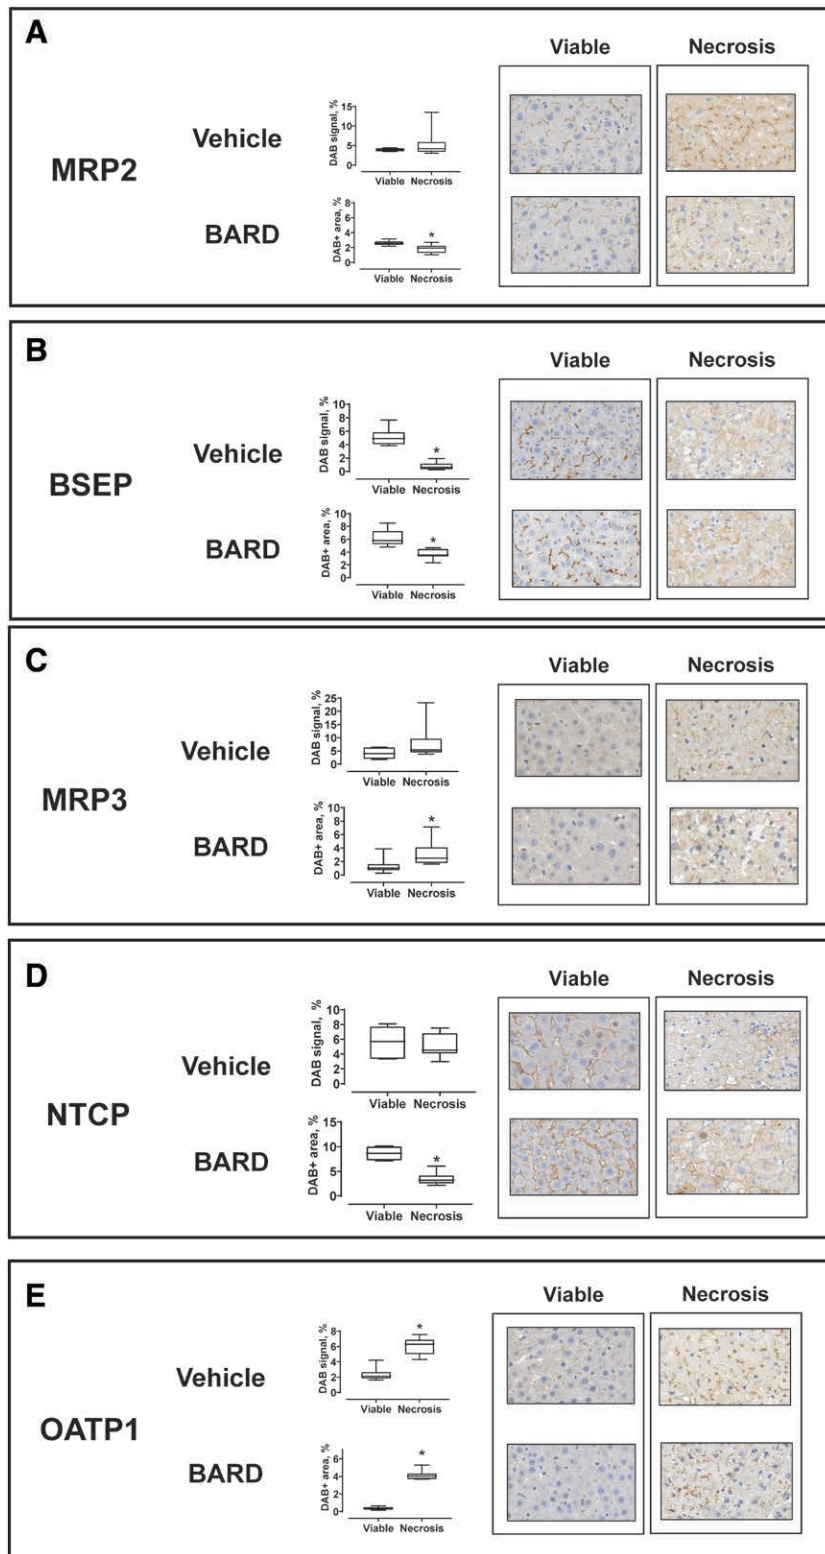 A
Viable Necrosis
MRP2
Vehicle
DAB signal, %
15
10
5
0
Viable Necrosis
BARD
DAB+ area, %
8
6
4
2
0
*
Viable Necrosis
B
Viable Necrosis
BSEP
Vehicle
DAB signal, %
10
8
6
4
2
0
*
Viable Necrosis
BARD
DAB+ area, %
10
8
6
4
2
0
*
Viable Necrosis
C
Viable Necrosis
MRP3
Vehicle
DAB signal, %
25
20
15
10
5
0
Viable Necrosis
BARD
DAB+ area, %
10
8
6
4
2
0
*
Viable Necrosis
D
Viable Necrosis
NTCP
Vehicle
DAB signal, %
10
8
6
4
2
0
Viable Necrosis
BARD
DAB+ area, %
15
10
5
0
*
Viable Necrosis
E
Viable Necrosis
OATP1
Vehicle
DAB signal, %
8
6
4
2
0
*
Viable Necrosis
BARD
DAB+ area, %
6
4
2
0
*
Viable Necrosis